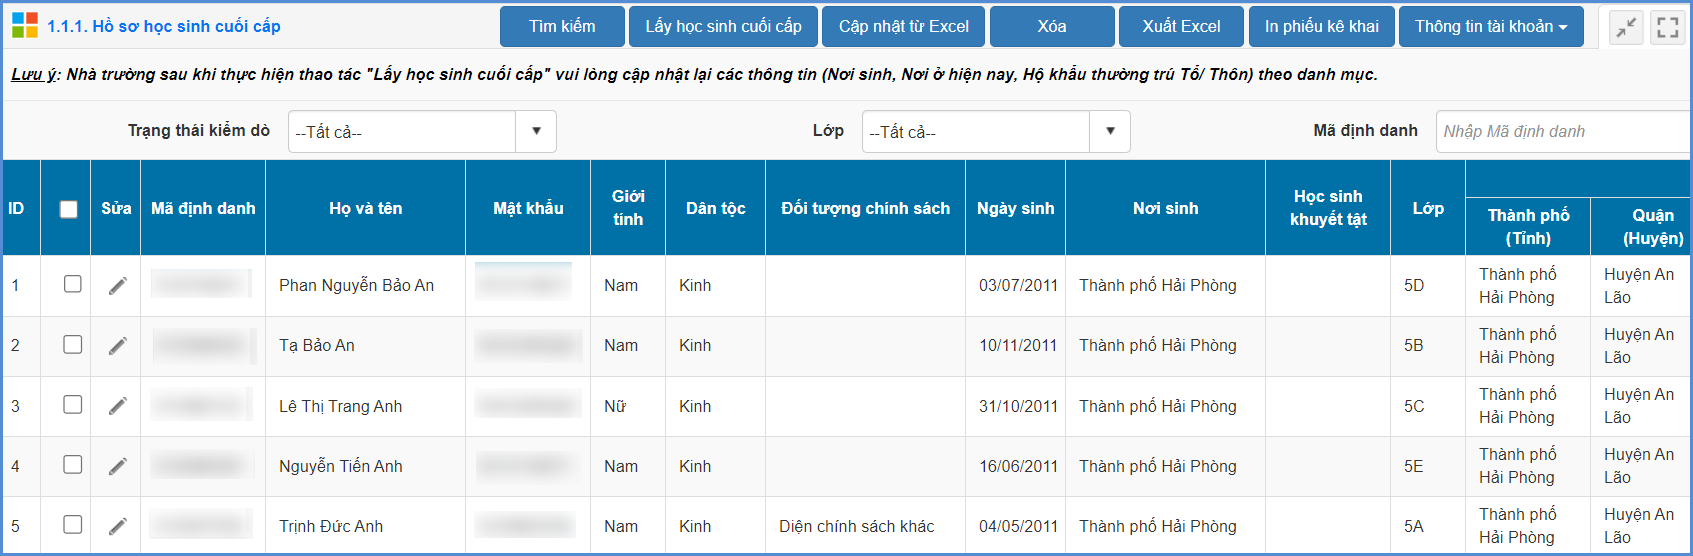 1.1.1. Hồ sơ học sinh cuối cấp
Tìm kiếm
Lấy học sinh cuối cấp
Cập nhật từ Excel
Xóa
Xuất Excel
In phiếu kê khai
Thông tin tài khoản
Lưu ý: Nhà trường sau khi thực hiện thao tác "Lấy học sinh cuối cấp" vui lòng cập nhật lại các thông tin (Nơi sinh, Nơi ở hiện nay, Hộ khẩu thường trú Tổ/ Thôn) theo danh mục.
Trạng thái kiểm dò --Tất cả-- Lớp --Tất cả-- Mã định danh Nhập Mã định danh
ID Sửa Mã định danh Họ và tên Mật khẩu Giới tính Dân tộc Đối tượng chính sách Ngày sinh Nơi sinh Học sinh khuyết tật Lớp Thành phố (Tỉnh) Quận (Huyện)
1 Phan Nguyễn Bảo An Nam Kinh 03/07/2011 Thành phố Hải Phòng 5D Thành phố Hải Phòng Huyện An Lão
2 Tạ Bảo An Nam Kinh 10/11/2011 Thành phố Hải Phòng 5B Thành phố Hải Phòng Huyện An Lão
3 Lê Thị Trang Anh Nữ Kinh 31/10/2011 Thành phố Hải Phòng 5C Thành phố Hải Phòng Huyện An Lão
4 Nguyễn Tiến Anh Nam Kinh 16/06/2011 Thành phố Hải Phòng 5E Thành phố Hải Phòng Huyện An Lão
5 Trịnh Đức Anh Nam Kinh Diện chính sách khác 04/05/2011 Thành phố Hải Phòng 5A Thành phố Hải Phòng Huyện An Lão